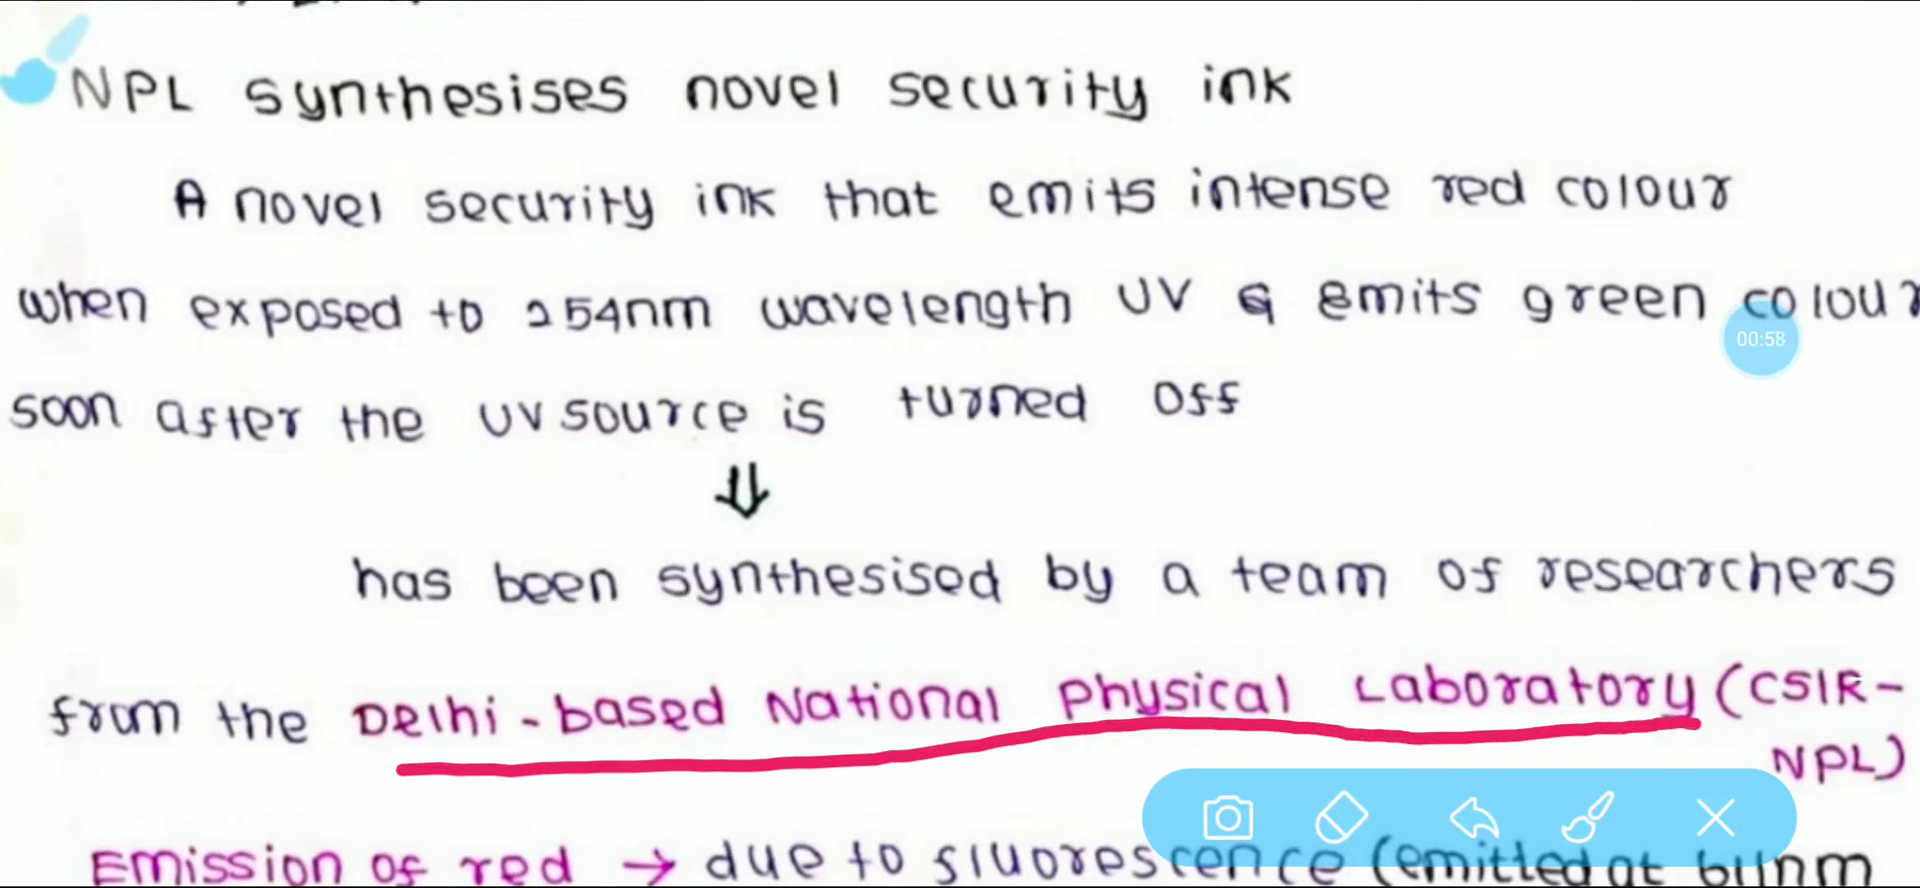 NPL synthesises novel security ink
A novel security ink that emits intense red colour
when exposed to 254nm wavelength UV & emits green colour
00:58
soon after the UV source is turned off
⇓
has been synthesised by a team of researchers
from the Delhi-based National Physical Laboratory (CSIR-
NPL)
Emission of red → due to fluorescence (emitted at 611nm